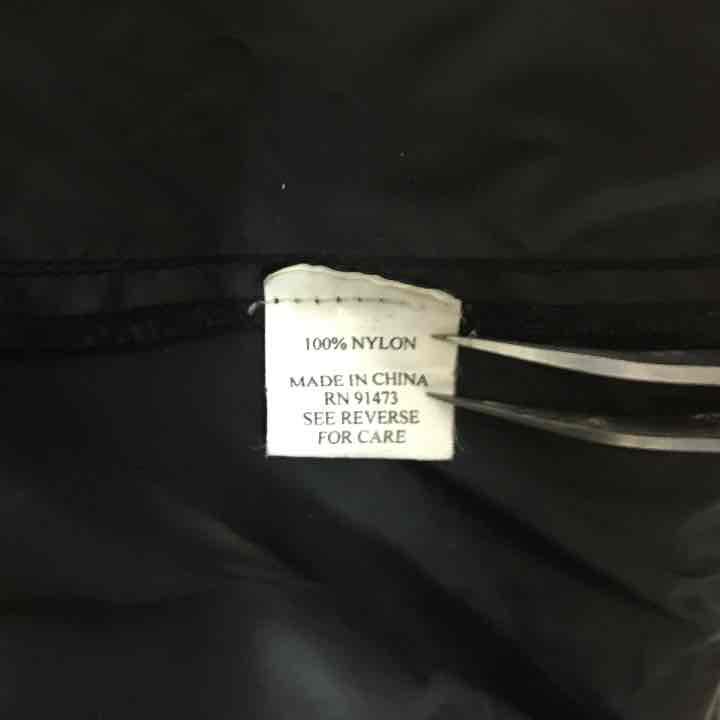 100% NYLON
MADE IN CHINA
RN 91473
SEE REVERSE
FOR CARE